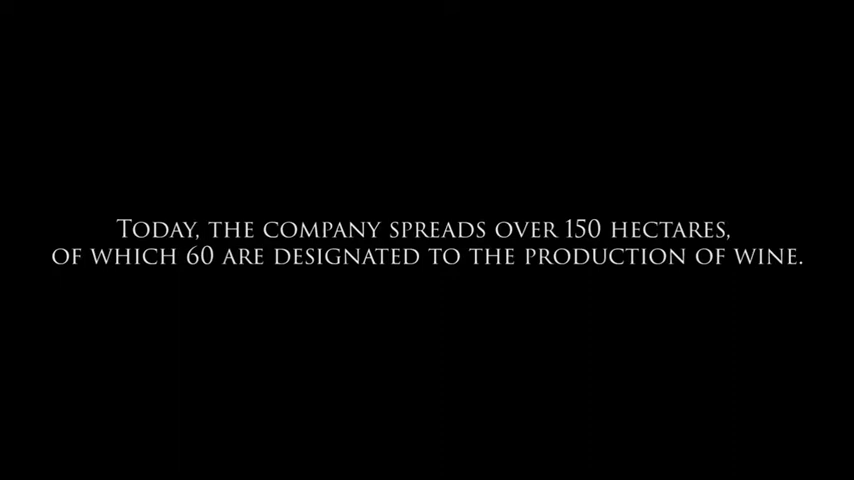 Today, the company spreads over 150 hectares,
of which 60 are designated to the production of wine.